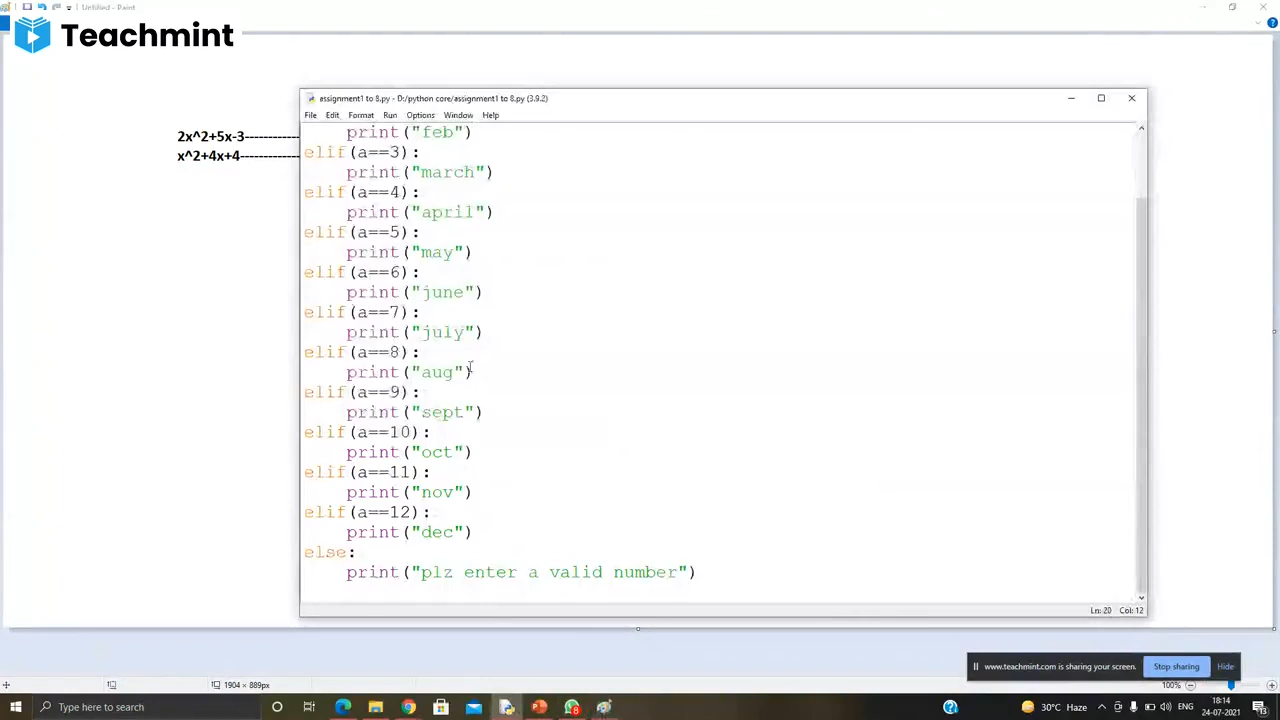 Untitled - Paint
Teachmint
assignment1 to 8.py - D:/python core/assignment1 to 8.py (3.9.2)
File Edit Format Run Options Window Help
2x^2+5x-3------------
x^2+4x+4------------
print("feb")
elif(a==3):
print("march")
elif(a==4):
print("april")
elif(a==5):
print("may")
elif(a==6):
print("june")
elif(a==7):
print("july")
elif(a==8):
print("aug")
elif(a==9):
print("sept")
elif(a==10):
print("oct")
elif(a==11):
print("nov")
elif(a==12):
print("dec")
else:
print("plz enter a valid number")
Ln: 20 Col: 12
www.teachmint.com is sharing your screen. Stop sharing Hide
1904 × 889px
100%
Type here to search
8
30°C Haze
ENG
18:14
24-07-2021
13